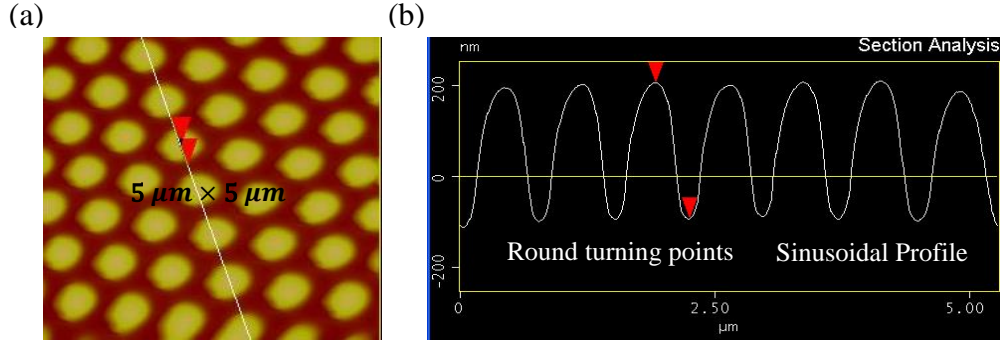 (a)
(b)
5 μm × 5 μm
nm
Section Analysis
200
0
-200
Round turning points
Sinusoidal Profile
0
2.50
5.00
μm